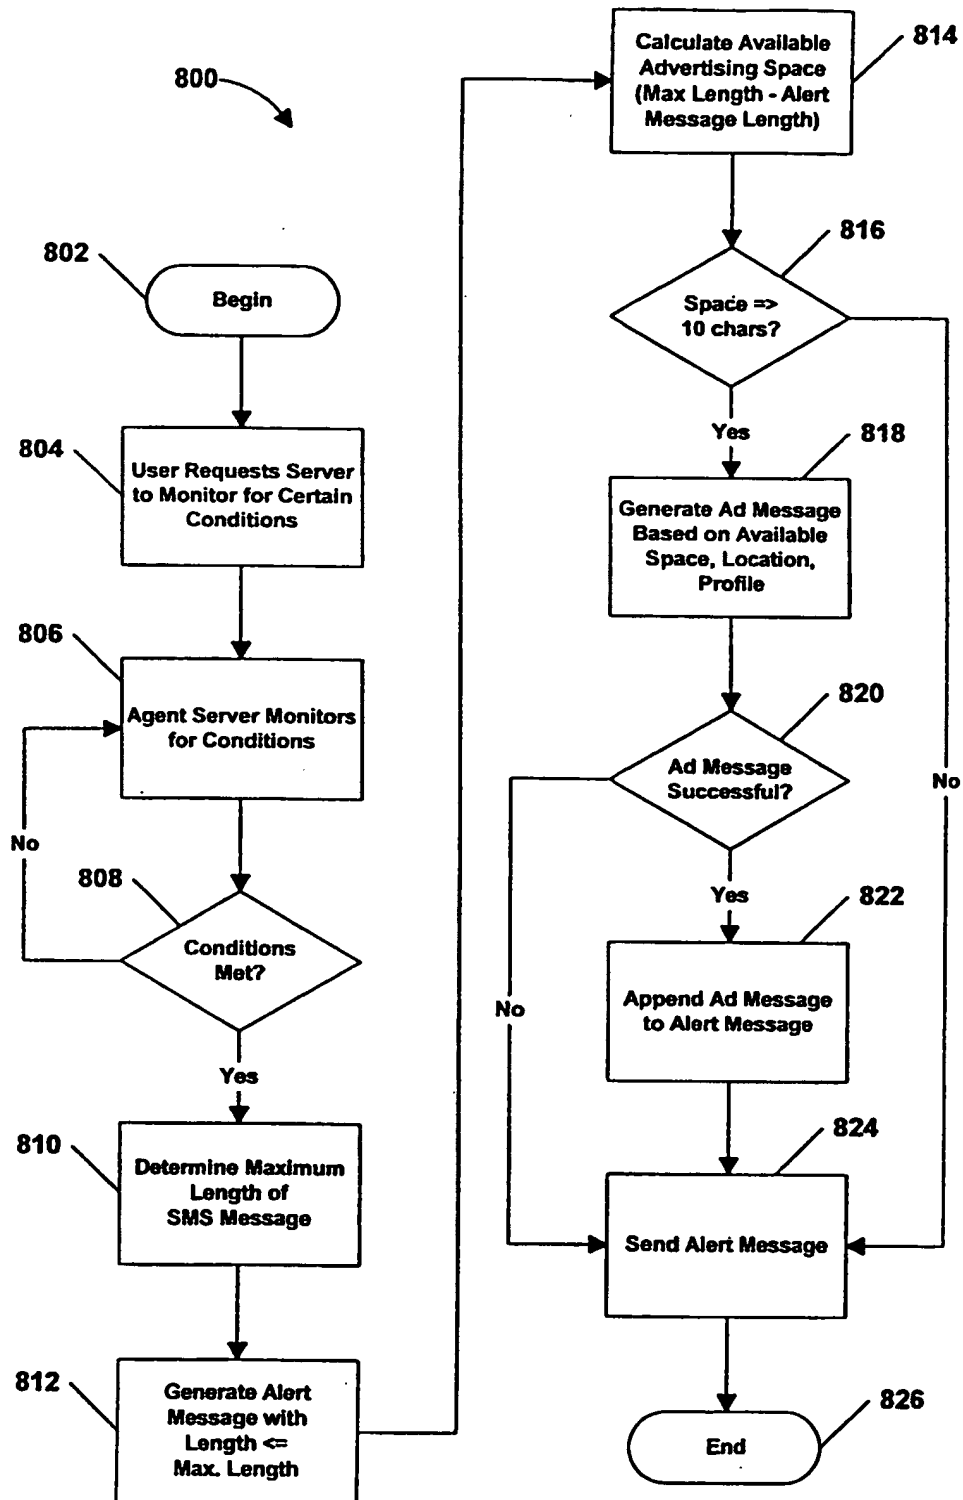 800
802
Begin
804
User Requests Server
to Monitor for Certain
Conditions
806
Agent Server Monitors
for Conditions
No
808
Conditions
Met?
Yes
810
Determine Maximum
Length of
SMS Message
812
Generate Alert
Message with
Length <=
Max. Length
814
Calculate Available
Advertising Space
(Max Length - Alert
Message Length)
816
Space =>
10 chars?
Yes
No
818
Generate Ad Message
Based on Available
Space, Location,
Profile
820
Ad Message
Successful?
Yes
No
822
Append Ad Message
to Alert Message
824
Send Alert Message
826
End